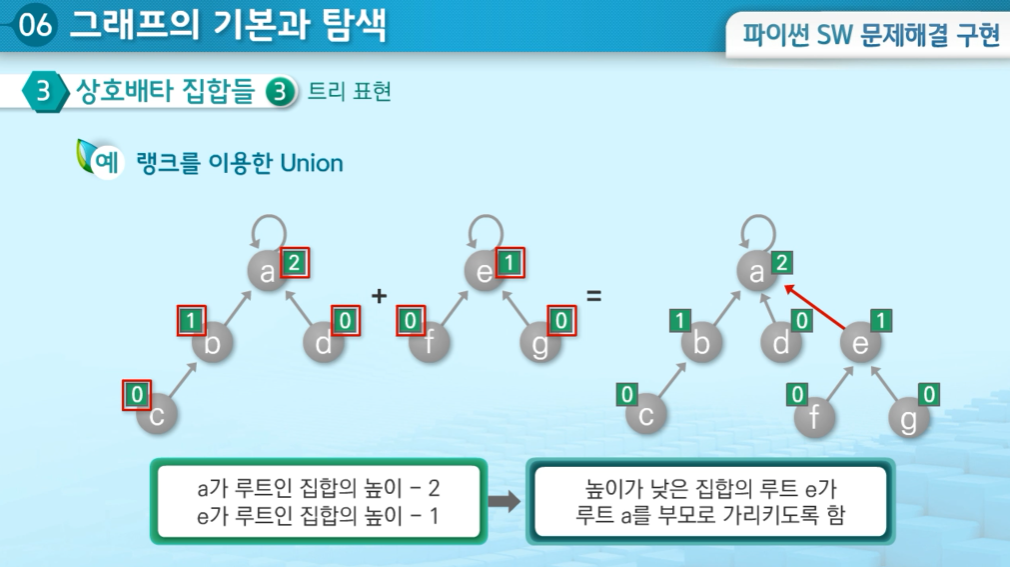 06 그래프의 기본과 탐색
파이썬 SW 문제해결 구현
3 상호배타 집합들 3 트리 표현
예 랭크를 이용한 Union
a 2 + e 1 = a 2
1 b d 0 0 f g 0 1 b d 0 e 1
0 c 0 c 0 f g 0
a가 루트인 집합의 높이 – 2
e가 루트인 집합의 높이 – 1
높이가 낮은 집합의 루트 e가
루트 a를 부모로 가리키도록 함